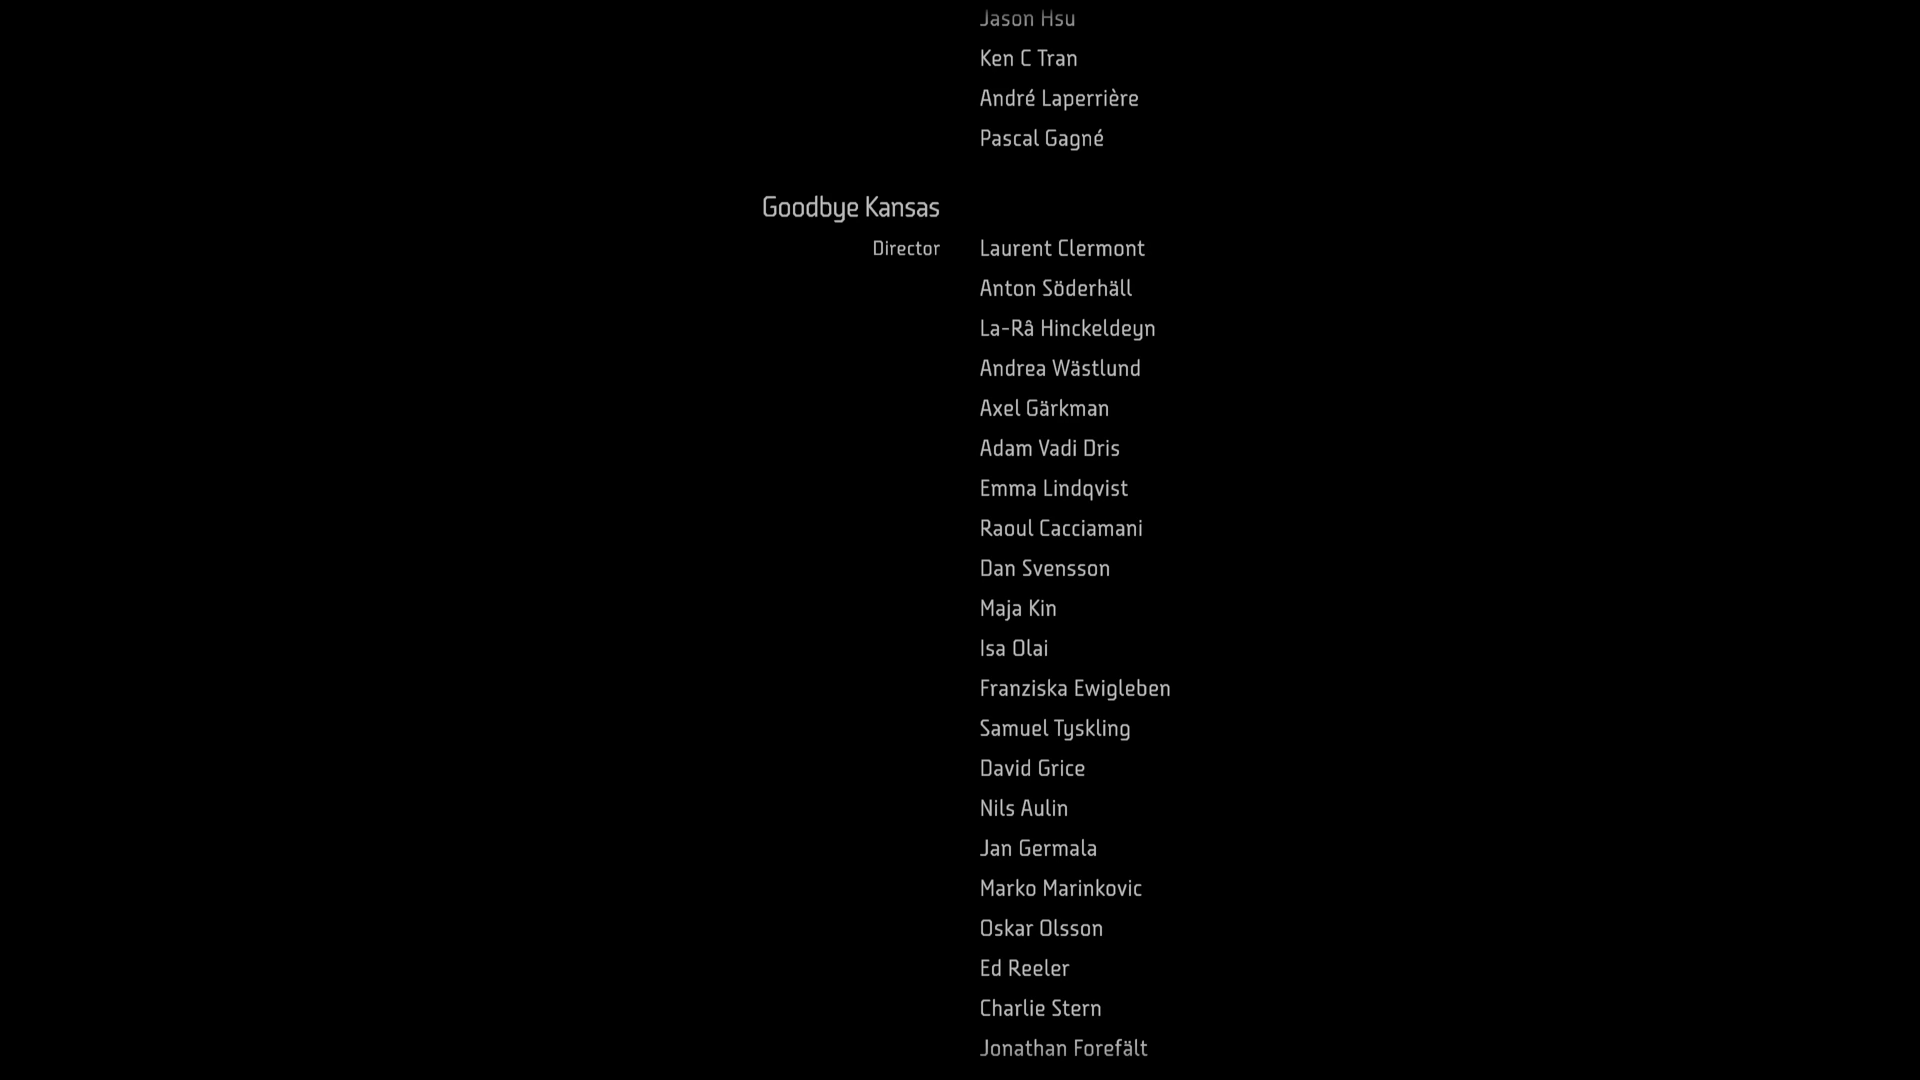 Jason Hsu
Ken C Tran
André Laperrière
Pascal Gagné
Goodbye Kansas
Director Laurent Clermont
Anton Söderhäll
La-Râ Hinckeldeyn
Andrea Wästlund
Axel Gärkman
Adam Vadi Dris
Emma Lindqvist
Raoul Cacciamani
Dan Svensson
Maja Kin
Isa Olai
Franziska Ewigleben
Samuel Tyskling
David Grice
Nils Aulin
Jan Germala
Marko Marinkovic
Oskar Olsson
Ed Reeler
Charlie Stern
Jonathan Forefält